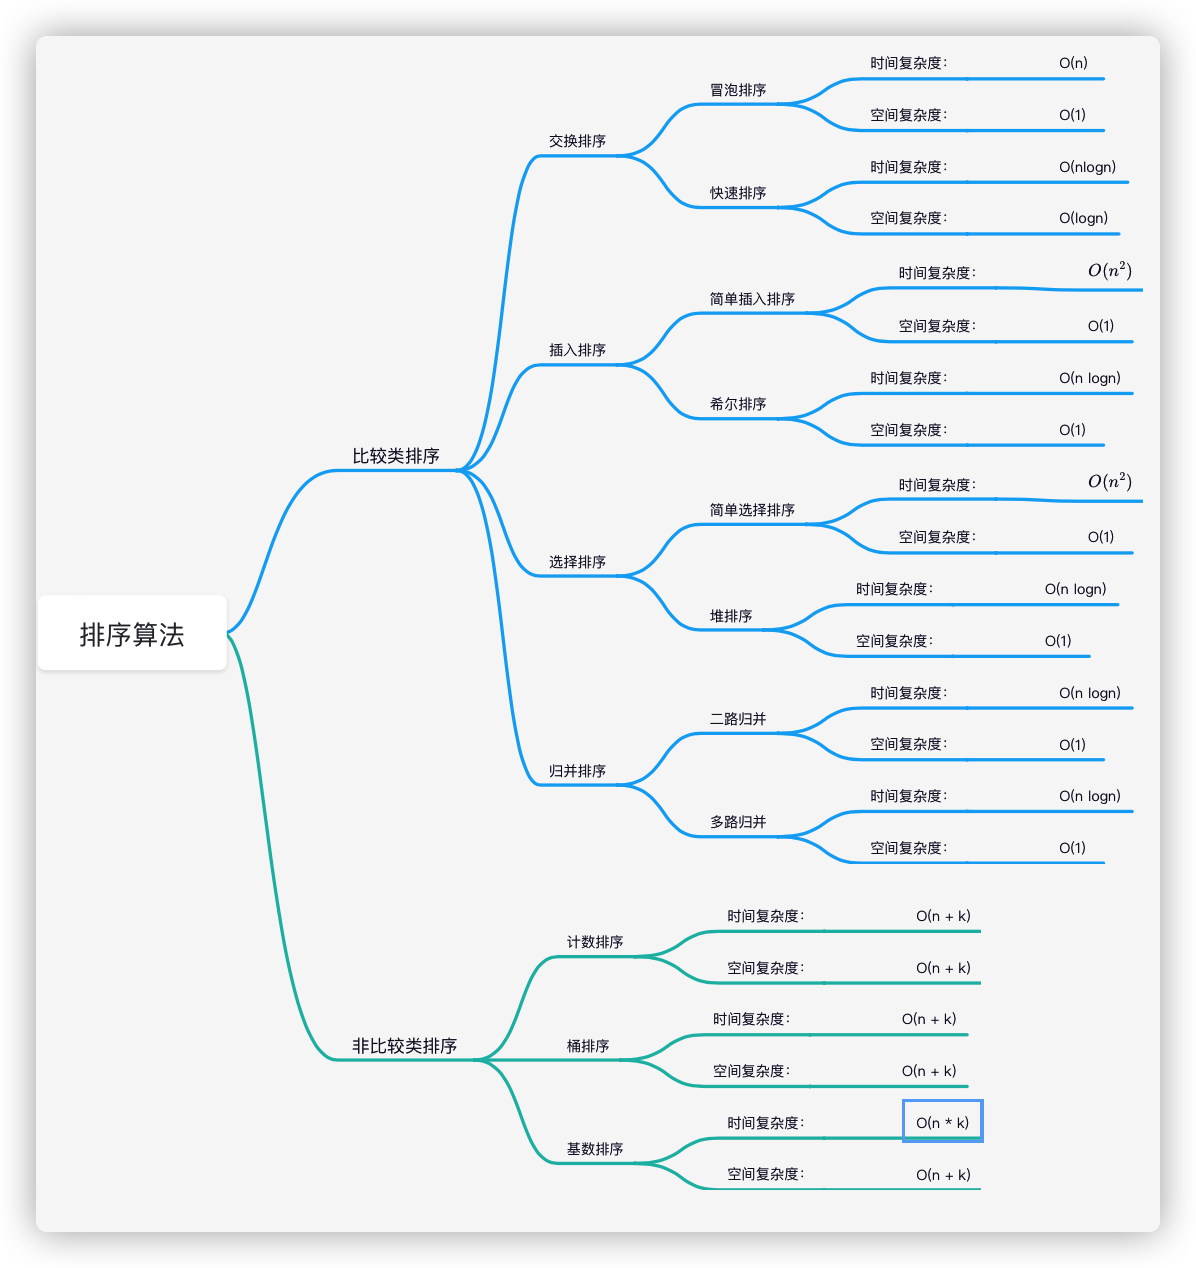 排序算法
比较类排序
交换排序
冒泡排序
时间复杂度： O(n)
空间复杂度： O(1)
快速排序
时间复杂度： O(nlogn)
空间复杂度： O(logn)
插入排序
简单插入排序
时间复杂度： O(n²)
空间复杂度： O(1)
希尔排序
时间复杂度： O(n logn)
空间复杂度： O(1)
选择排序
简单选择排序
时间复杂度： O(n²)
空间复杂度： O(1)
堆排序
时间复杂度： O(n logn)
空间复杂度： O(1)
归并排序
二路归并
时间复杂度： O(n logn)
空间复杂度： O(1)
多路归并
时间复杂度： O(n logn)
空间复杂度： O(1)
非比较类排序
计数排序
时间复杂度： O(n + k)
空间复杂度： O(n + k)
桶排序
时间复杂度： O(n + k)
空间复杂度： O(n + k)
基数排序
时间复杂度： O(n * k)
空间复杂度： O(n + k)